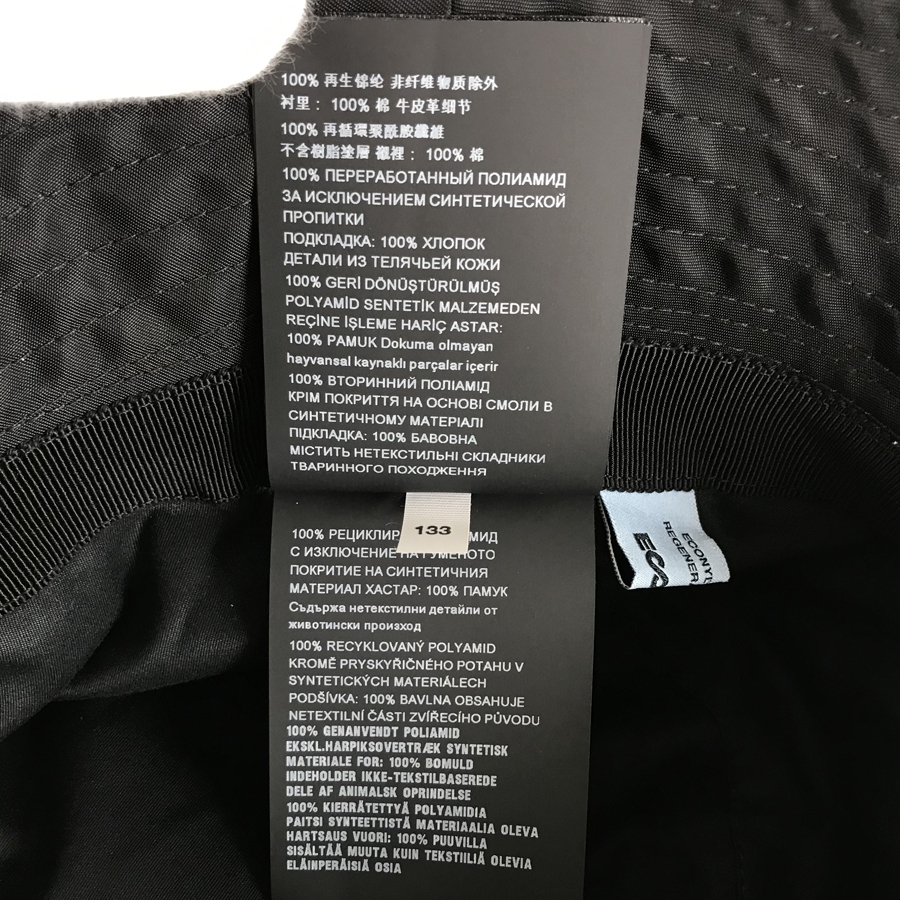 100% 再生锦纶 非纤维物质除外
衬里： 100% 棉 牛皮革细节
100% 再循環聚酰胺纖維
不含樹脂塗層 襯裡： 100% 棉
100% ПЕРЕРАБОТАННЫЙ ПОЛИАМИД
ЗА ИСКЛЮЧЕНИЕМ СИНТЕТИЧЕСКОЙ
ПРОПИТКИ
ПОДКЛАДКА: 100% ХЛОПОК
ДЕТАЛИ ИЗ ТЕЛЯЧЬЕЙ КОЖИ
100% GERİ DÖNÜŞTÜRÜLMÜŞ
POLYAMİD SENTETİK MALZEMEDEN
REÇİNE İŞLEME HARİÇ ASTAR:
100% PAMUK Dokuma olmayan
hayvansal kaynaklı parçalar içerir
100% ВТОРИННИЙ ПОЛІАМІД
КРІМ ПОКРИТТЯ НА ОСНОВІ СМОЛИ В
СИНТЕТИЧНОМУ МАТЕРІАЛІ
ПІДКЛАДКА: 100% БАВОВНА
МІСТИТЬ НЕТЕКСТИЛЬНІ СКЛАДНИКИ
ТВАРИННОГО ПОХОДЖЕННЯ
133
100% РЕЦИКЛИР МИД
С ИЗКЛЮЧЕНИЕ НА ГУМЕНОТО
ПОКРИТИЕ НА СИНТЕТИЧНИЯ
МАТЕРИАЛ ХАСТАР: 100% ПАМУК
Съдържа нетекстилни детайли от
животински произход
100% RECYKLOVANÝ POLYAMID
KROMĚ PRYSKYŘIČNÉHO POTAHU V
SYNTETICKÝCH MATERIÁLECH
PODŠÍVKA: 100% BAVLNA OBSAHUJE
NETEXTILNÍ ČÁSTI ZVÍŘECÍHO PŮVODU
100% GENANVENDT POLIAMID
EKSKL.HARPIKSOVERTRÆK SYNTETISK
MATERIALE FOR: 100% BOMULD
INDEHOLDER IKKE-TEKSTILBASEREDE
DELE AF ANIMALSK OPRINDELSE
100% KIERRÄTETTYÄ POLYAMIDIA
PAITSI SYNTEETTISTÄ MATERIAALIA OLEVA
HARTSAUS VUORI: 100% PUUVILLA
SISÄLTÄÄ MUUTA KUIN TEKSTIILIÄ OLEVIA
ELÄINPERÄISIÄ OSIA
ECONY
REGENER
ECO